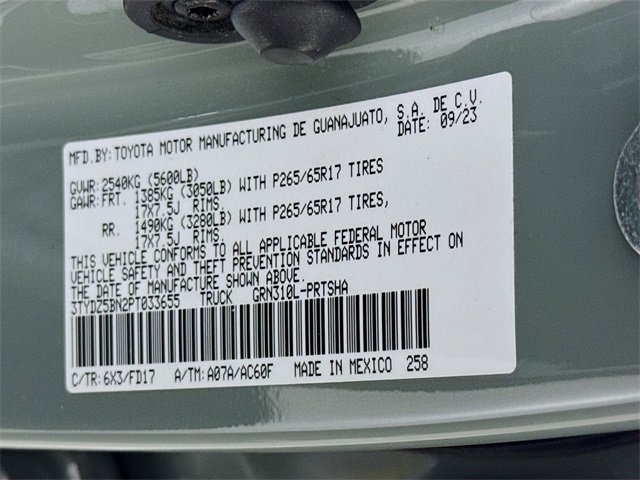 MFD.BY:TOYOTA MOTOR MANUFACTURING DE GUANAJUATO, S.A. DE C.V.
DATE: 09/23
GVWR:2540KG (5600LB)
GAWR:FRT. 1385KG (3050LB) WITH P265/65R17 TIRES
17X7.5J RIMS,
RR. 1490KG (3280LB) WITH P265/65R17 TIRES,
17X7.5J RIMS.
THIS VEHICLE CONFORMS TO ALL APPLICABLE FEDERAL MOTOR
VEHICLE SAFETY AND THEFT PREVENTION STANDARDS IN EFFECT ON
THE DATE OF MANUFACTURE SHOWN ABOVE.
3TYDZ5BN2PT033655 TRUCK GRN310L-PRTSHA
C/TR:6X3/FD17 A/TM:A07A/AC60F MADE IN MEXICO 258